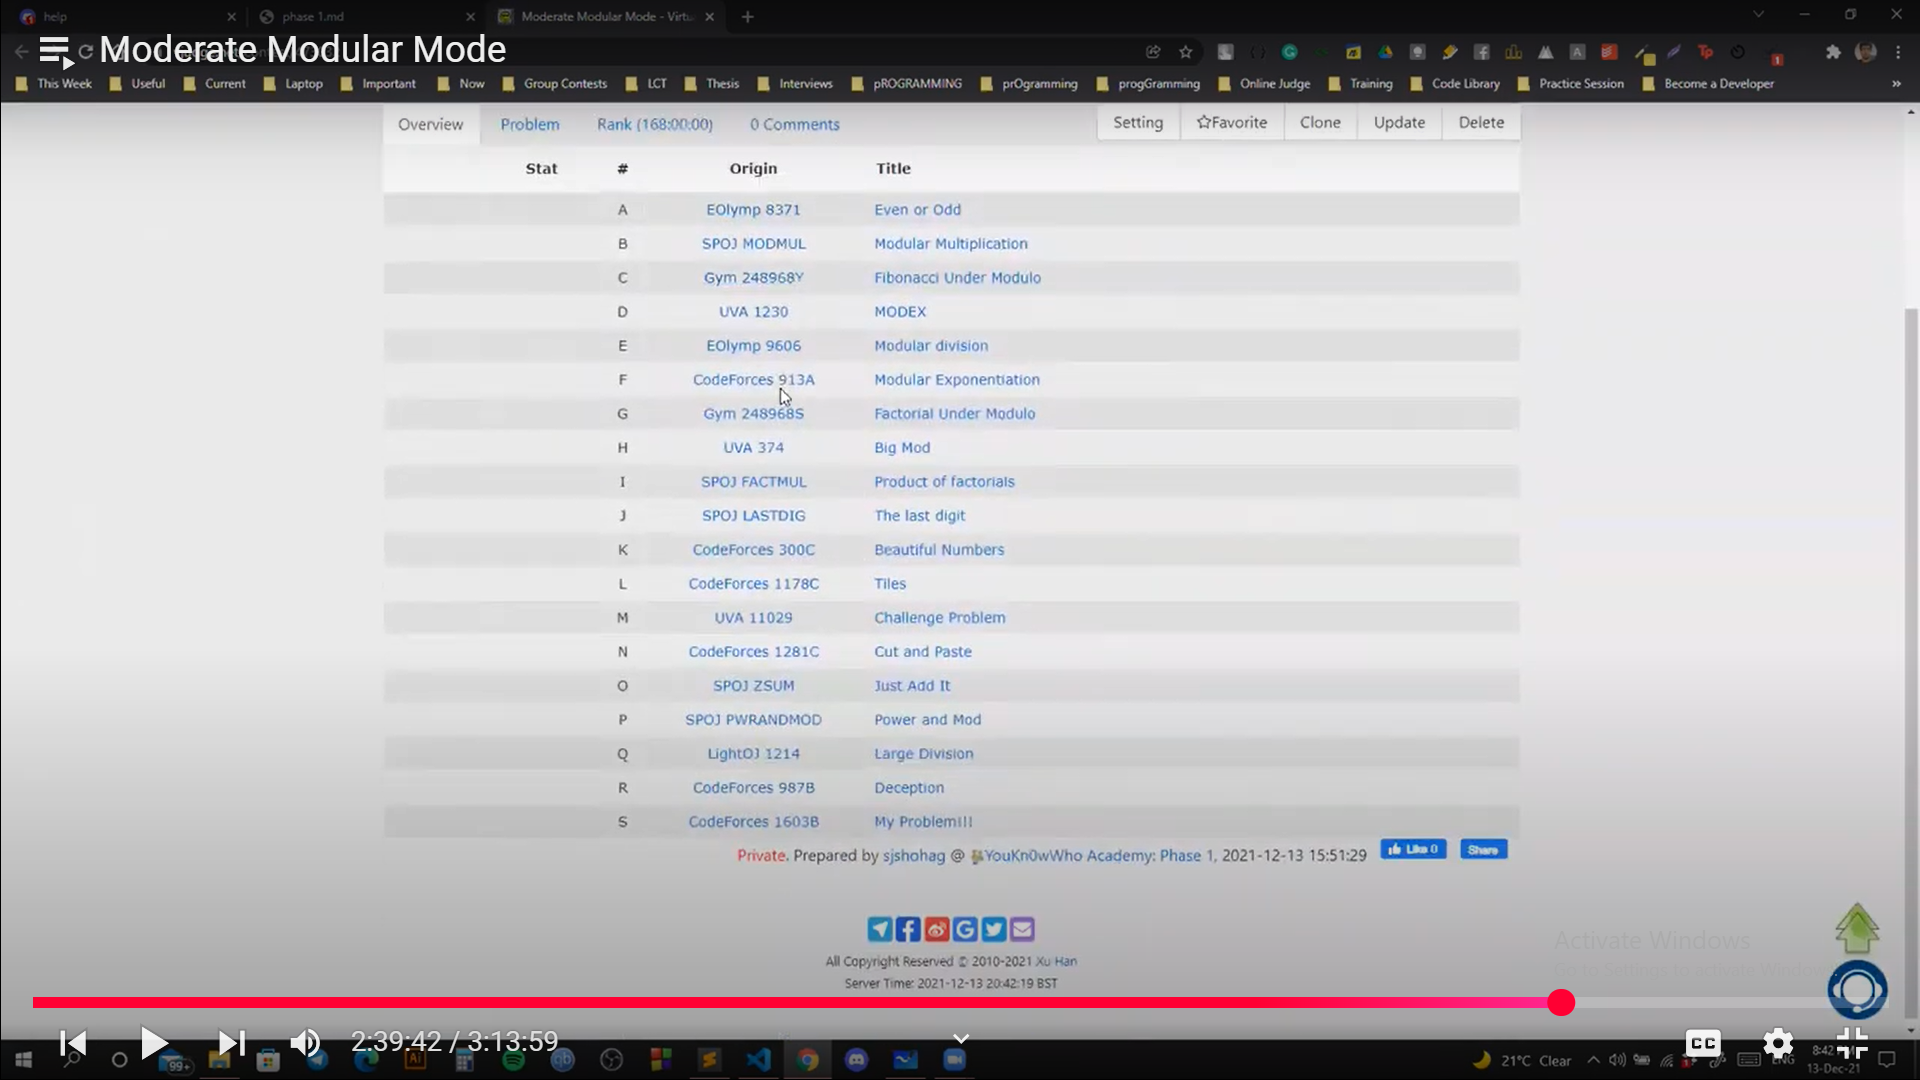 help
phase 1.md
Moderate Modular Mode - Virtu
Moderate Modular Mode
This Week Useful Current Laptop Important Now Group Contests LCT Thesis Interviews pROGRAMMING prOgramming progGramming Online Judge Training Code Library Practice Session Become a Developer »
Overview Problem Rank (168:00:00) 0 Comments Setting ☆Favorite Clone Update Delete
Stat # Origin Title
A EOlymp 8371 Even or Odd
B SPOJ MODMUL Modular Multiplication
C Gym 248968Y Fibonacci Under Modulo
D UVA 1230 MODEX
E EOlymp 9606 Modular division
F CodeForces 913A Modular Exponentiation
G Gym 248968S Factorial Under Modulo
H UVA 374 Big Mod
I SPOJ FACTMUL Product of factorials
J SPOJ LASTDIG The last digit
K CodeForces 300C Beautiful Numbers
L CodeForces 1178C Tiles
M UVA 11029 Challenge Problem
N CodeForces 1281C Cut and Paste
O SPOJ ZSUM Just Add It
P SPOJ PWRANDMOD Power and Mod
Q LightOJ 1214 Large Division
R CodeForces 987B Deception
S CodeForces 1603B My Problem!!!
Private. Prepared by sjshohag @ YouKn0wWho Academy: Phase 1, 2021-12-13 15:51:29 Like 0 Share
All Copyright Reserved © 2010-2021 Xu Han
Server Time: 2021-12-13 20:42:19 BST
Activate Windows
Go to Settings to activate Windows.
2:39:42 / 3:13:59
CC
99+
21°C Clear
ENG
8:42
13-Dec-21